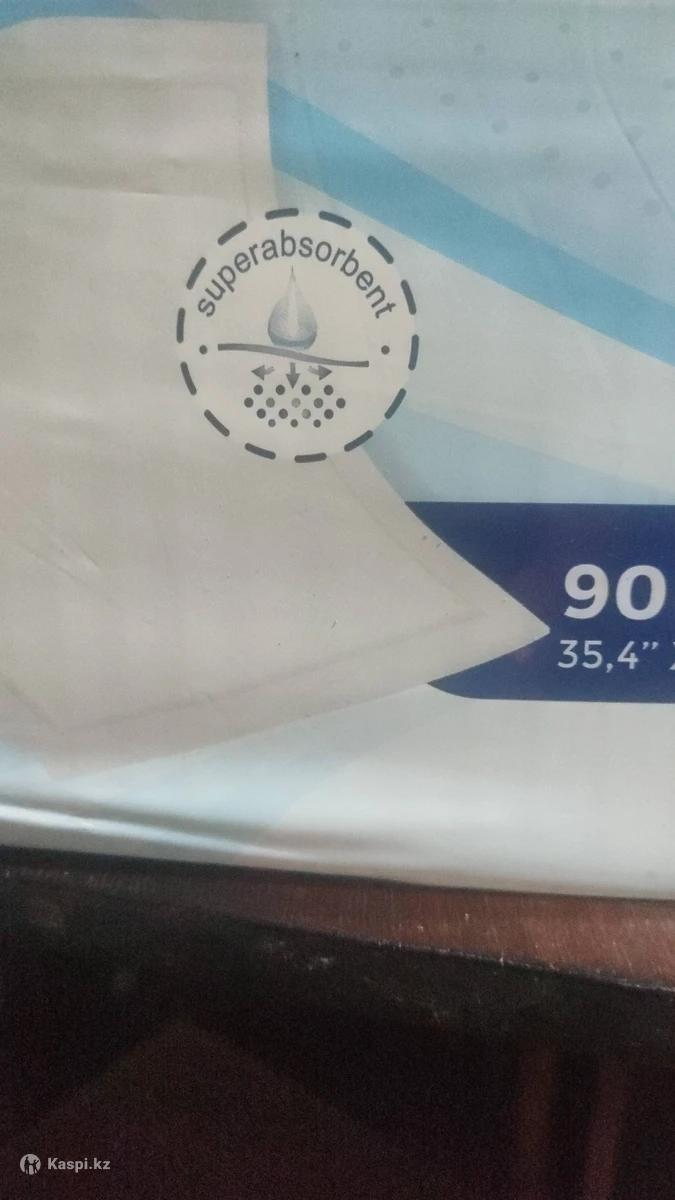 superabsorbent
90
35,4”
Kaspi.kz